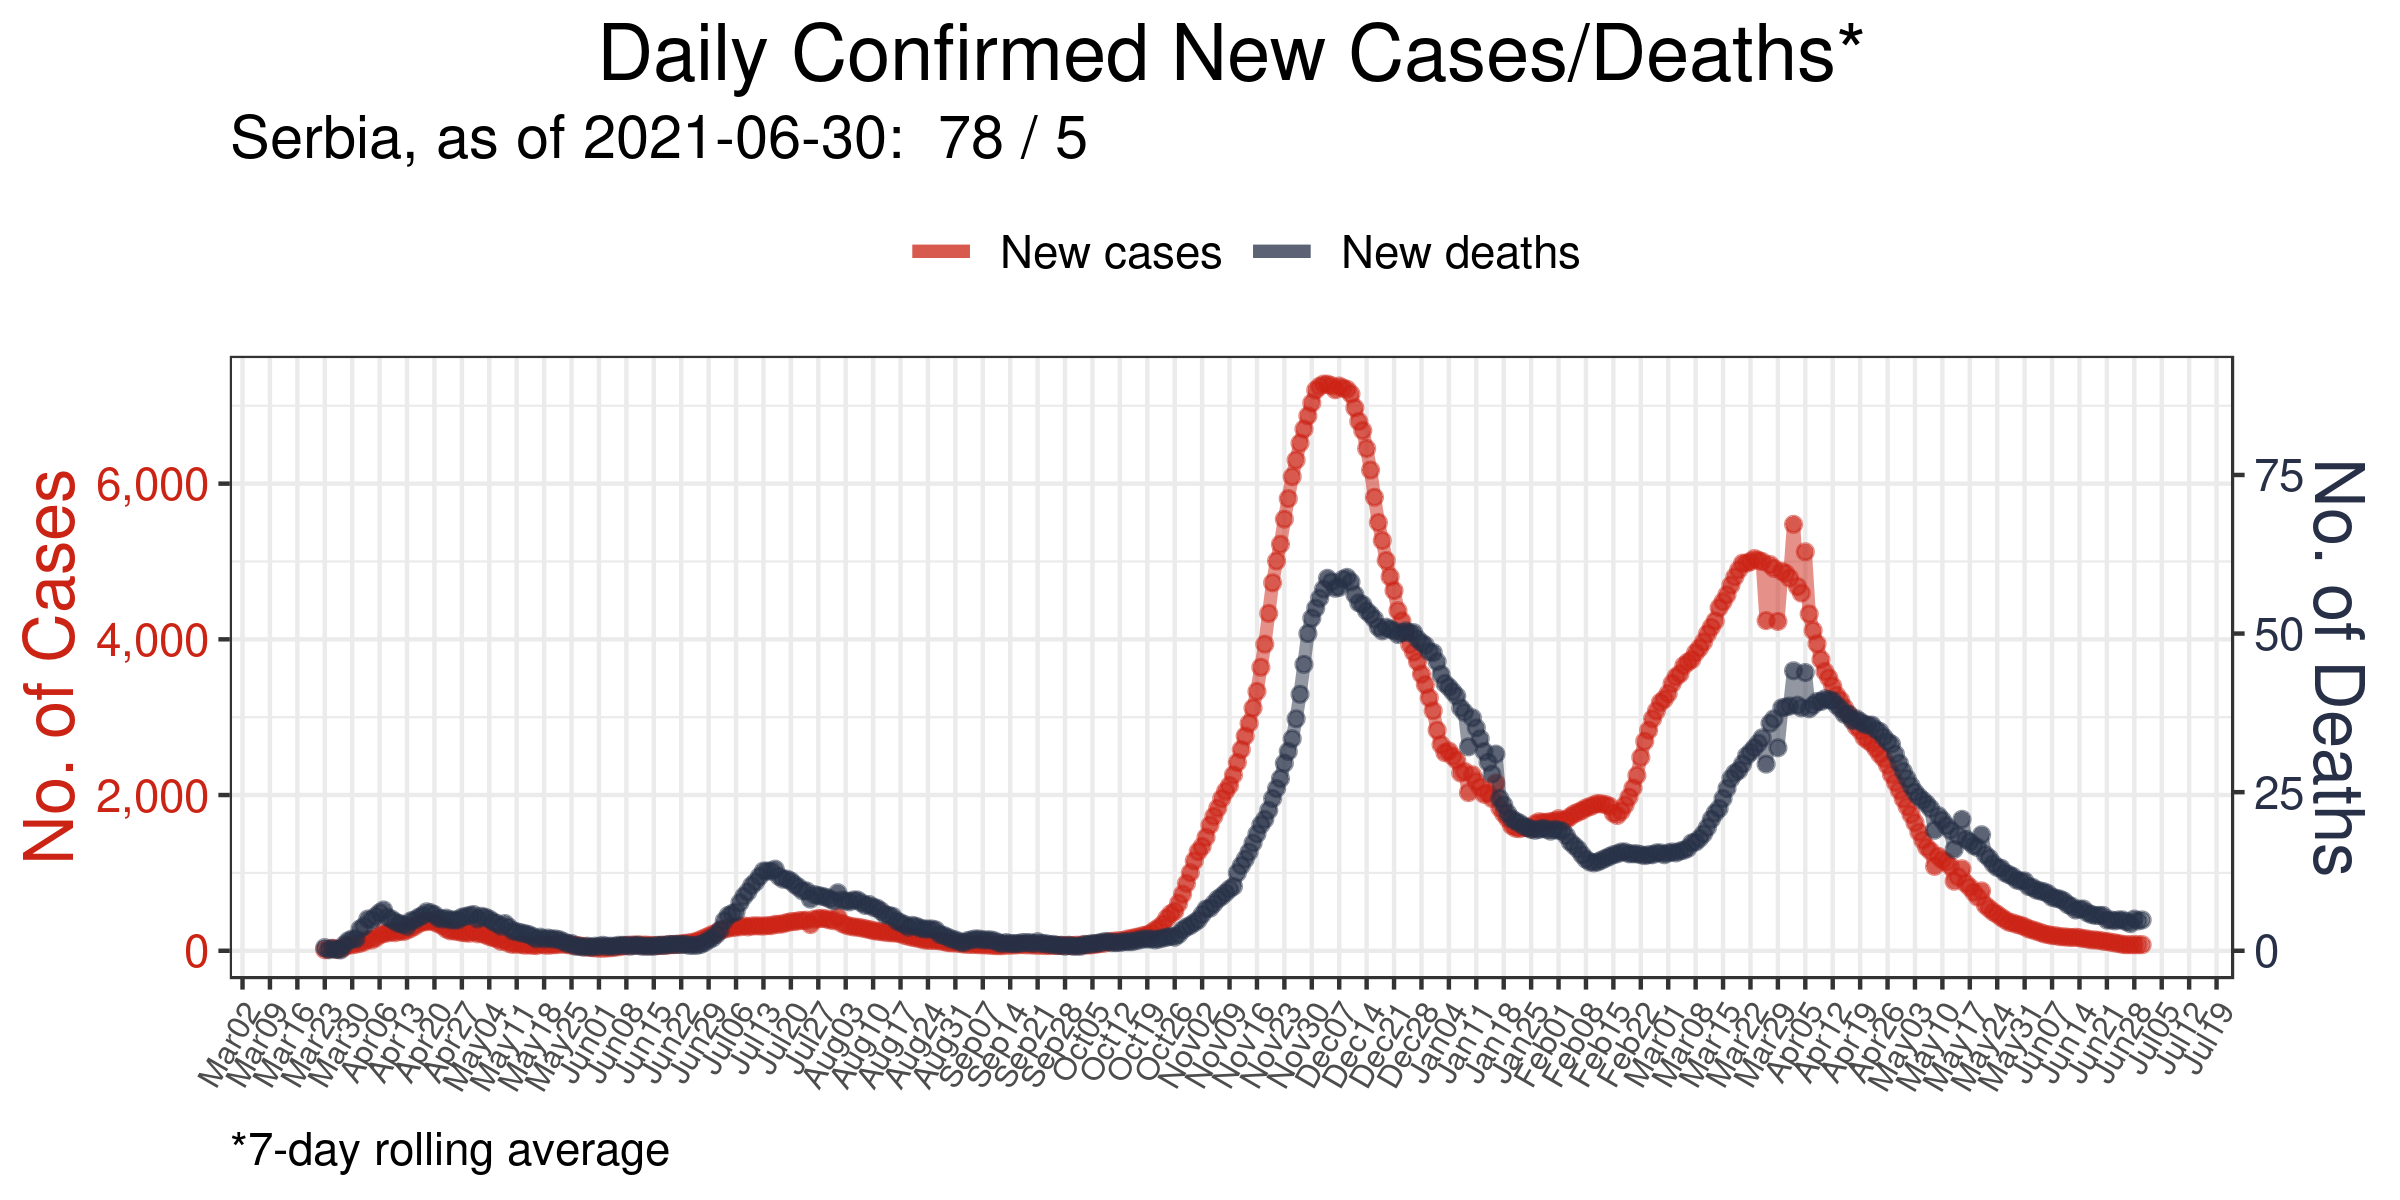 Daily Confirmed New Cases/Deaths*
Serbia, as of 2021-06-30:  78 / 5
New cases
New deaths
No. of Cases
6,000
4,000
2,000
0
75
50
25
0
No. of Deaths
Mar02
Mar09
Mar16
Mar23
Mar30
Apr06
Apr13
Apr20
Apr27
May04
May11
May18
May25
Jun01
Jun08
Jun15
Jun22
Jun29
Jul06
Jul13
Jul20
Jul27
Aug03
Aug10
Aug17
Aug24
Aug31
Sep07
Sep14
Sep21
Sep28
Oct05
Oct12
Oct19
Oct26
Nov02
Nov09
Nov16
Nov23
Nov30
Dec07
Dec14
Dec21
Dec28
Jan04
Jan11
Jan18
Jan25
Feb01
Feb08
Feb15
Feb22
Mar01
Mar08
Mar15
Mar22
Mar29
Apr05
Apr12
Apr19
Apr26
May03
May10
May17
May24
May31
Jun07
Jun14
Jun21
Jun28
Jul05
Jul12
Jul19
*7-day rolling average